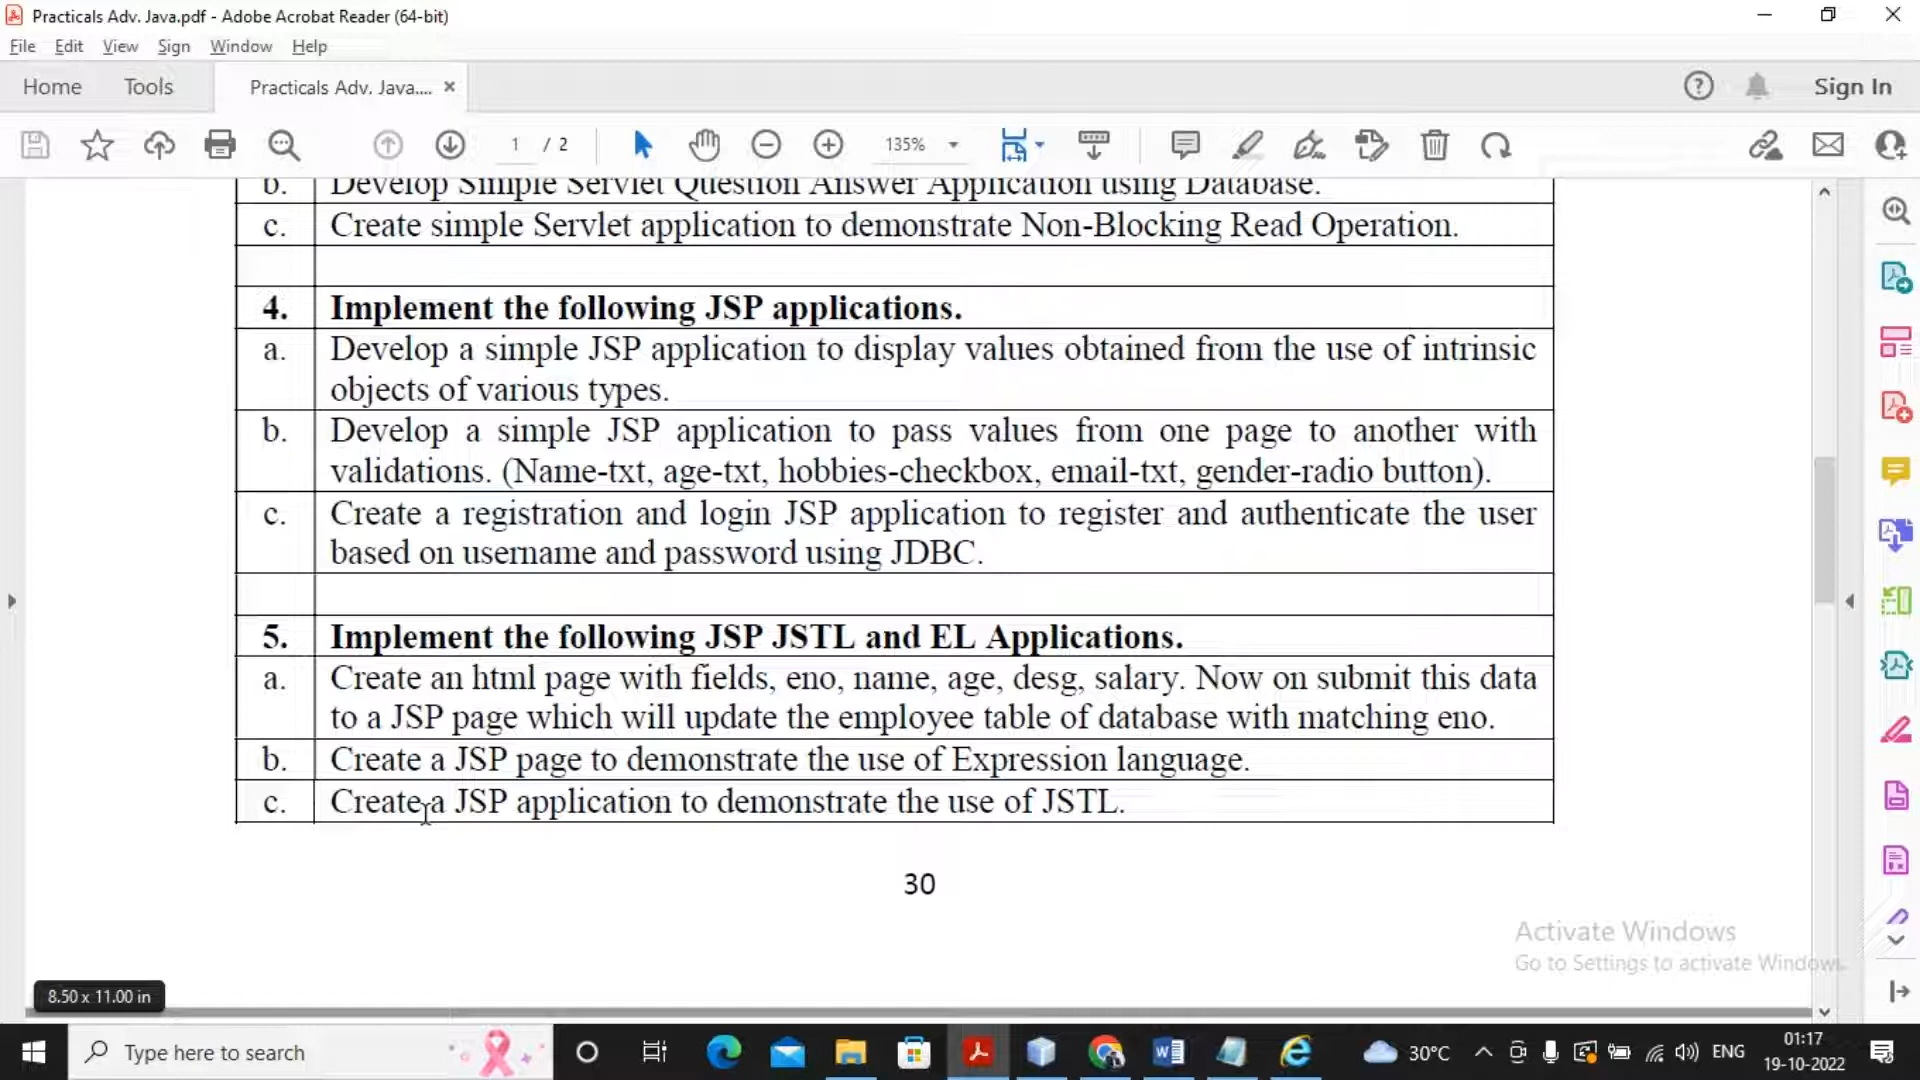 Practicals Adv. Java.pdf - Adobe Acrobat Reader (64-bit)
File Edit View Sign Window Help
Home Tools Practicals Adv. Java.... × Sign In
1 / 2 135%
b. Develop Simple Servlet Question Answer Application using Database.
c. Create simple Servlet application to demonstrate Non-Blocking Read Operation.
4. Implement the following JSP applications.
a. Develop a simple JSP application to display values obtained from the use of intrinsic
objects of various types.
b. Develop a simple JSP application to pass values from one page to another with
validations. (Name-txt, age-txt, hobbies-checkbox, email-txt, gender-radio button).
c. Create a registration and login JSP application to register and authenticate the user
based on username and password using JDBC.
5. Implement the following JSP JSTL and EL Applications.
a. Create an html page with fields, eno, name, age, desg, salary. Now on submit this data
to a JSP page which will update the employee table of database with matching eno.
b. Create a JSP page to demonstrate the use of Expression language.
c. Create a JSP application to demonstrate the use of JSTL.
30
Activate Windows
Go to Settings to activate Windows.
8.50 x 11.00 in
Type here to search
30°C
ENG
01:17
19-10-2022